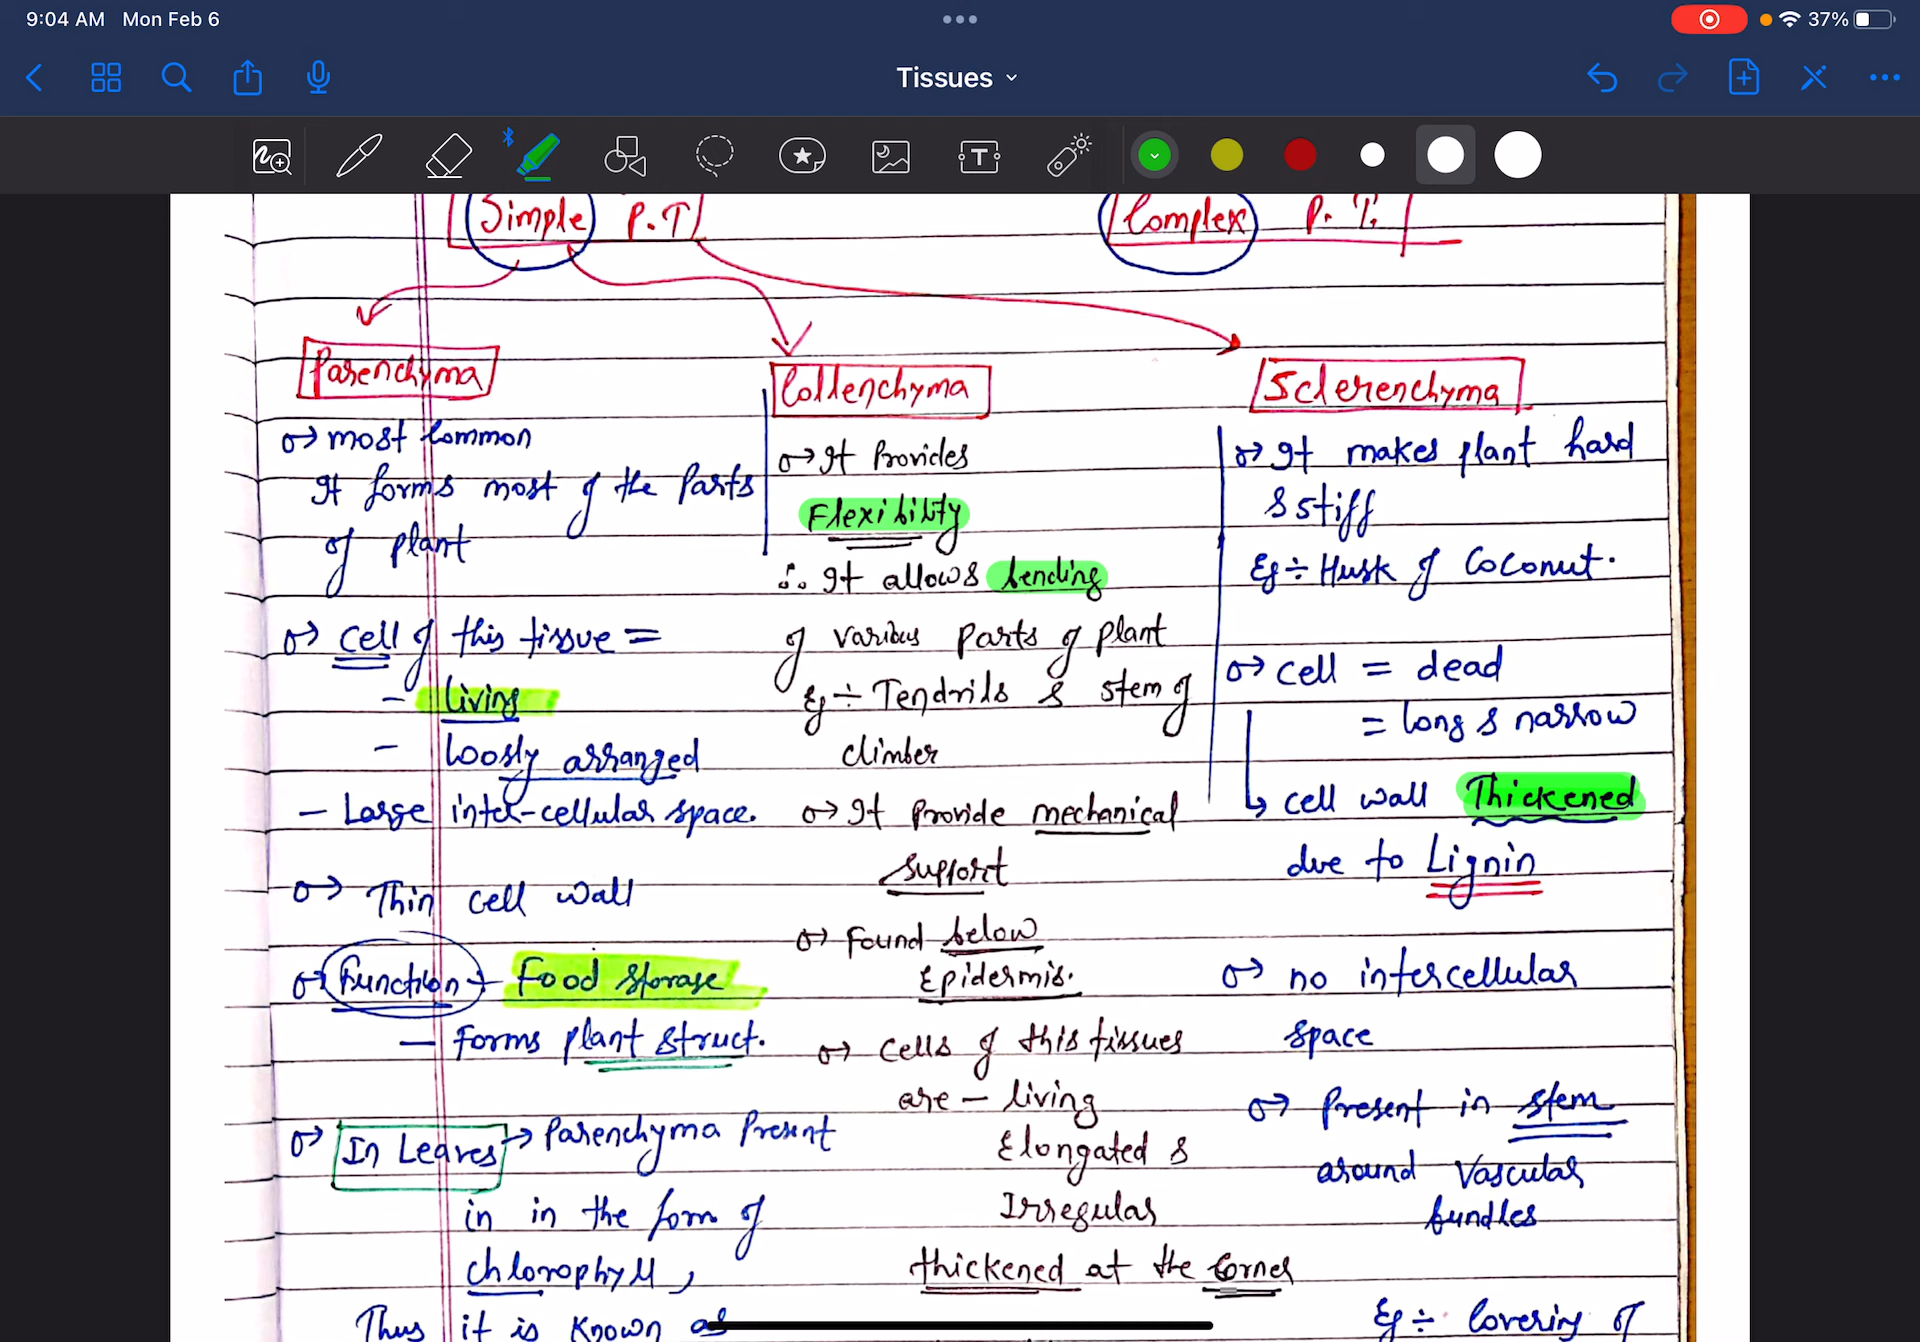 9:04 AM Mon Feb 6
37%
Tissues
Simple P.T
Complex P.T.
Parenchyma
most common
It forms most of the Parts
of plant
cell of this tissue =
- living
- loosly arranged
- Large inter-cellular space.
Thin cell wall
Function - Food storage
- Forms plant struct.
In Leaves → Parenchyma Present
in in the form of
chlorophyll,
Thus it is known as
Collenchyma
It Provides
Flexibility
∴ It allows bending
of various Parts of plant
Eg ÷ Tendrils & stem of
climber
It Provide mechanical
support
Found below
Epidermis.
Cells of this tissues
are - living
Elongated &
Irregular
thickened at the corner
Sclerenchyma
It makes plant hard
& stiff
Eg ÷ Husk of Coconut.
cell = dead
= long & narrow
cell wall Thickened
due to Lignin
no intercellular
space
Present in stem
around Vascular
bundles
Eg ÷ Covering of